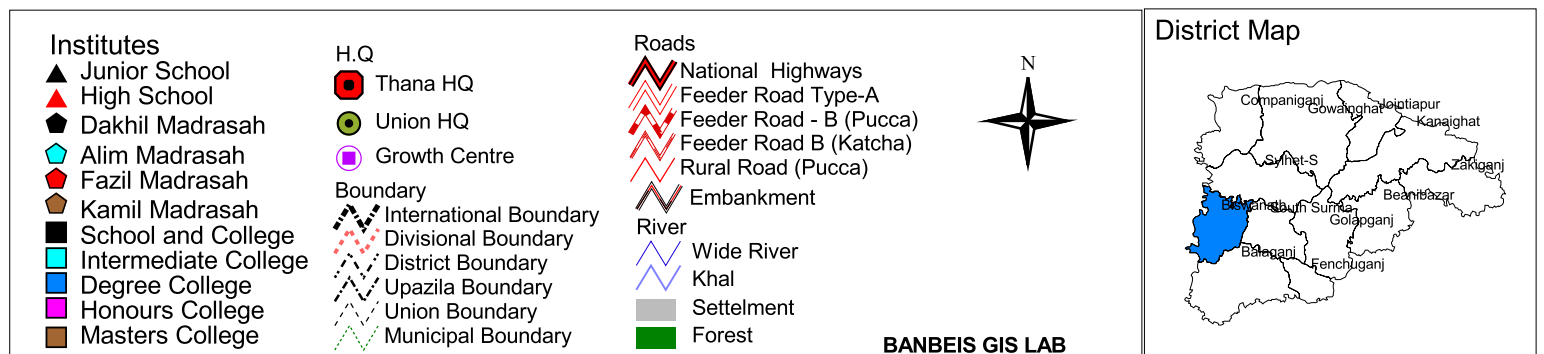 Institutes
Junior School
High School
Dakhil Madrasah
Alim Madrasah
Fazil Madrasah
Kamil Madrasah
School and College
Intermediate College
Degree College
Honours College
Masters College
H.Q
Thana HQ
Union HQ
Growth Centre
Boundary
International Boundary
Divisional Boundary
District Boundary
Upazila Boundary
Union Boundary
Municipal Boundary
Roads
National Highways
Feeder Road Type-A
Feeder Road - B (Pucca)
Feeder Road B (Katcha)
Rural Road (Pucca)
Embankment
River
Wide River
Khal
Settelment
Forest
N
BANBEIS GIS LAB
District Map
Companiganj
Gowainghat
Jointiapur
Kanaighat
Sylhet-S
Zakiganj
Biswanath
South Surma
Beanibazar
Golapganj
Balaganj
Fenchuganj